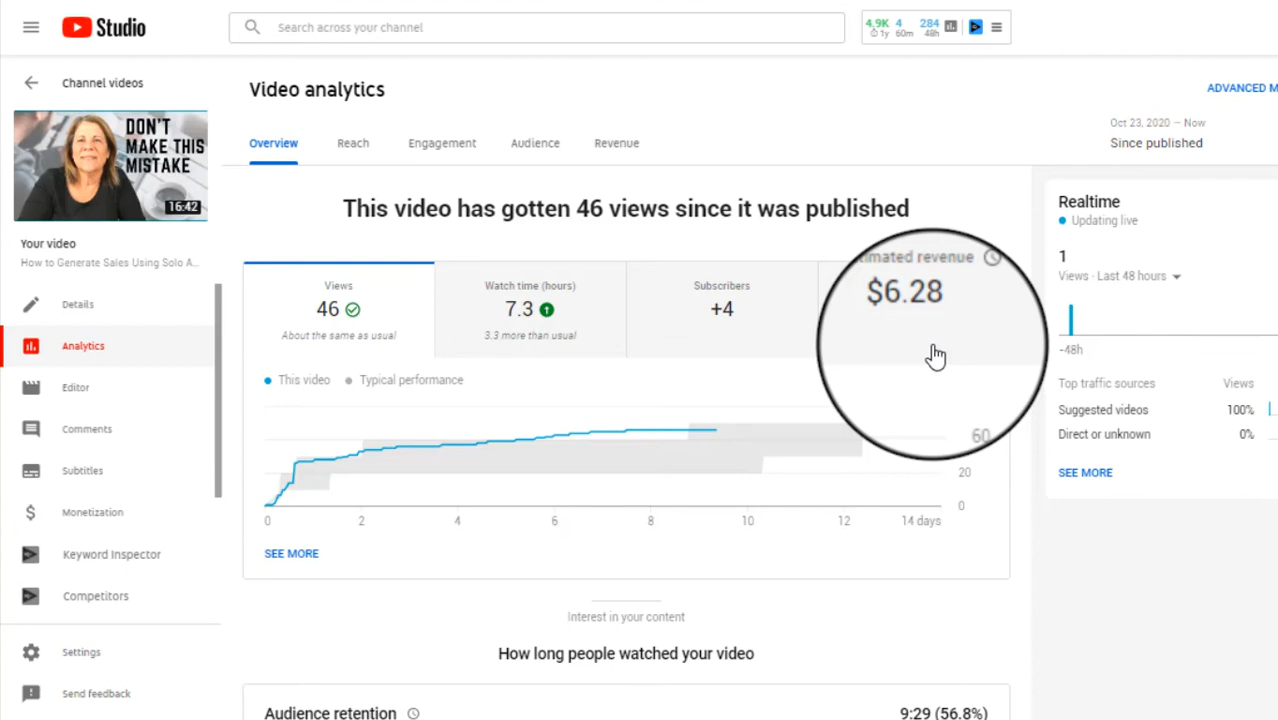 Studio
Search across your channel
4.9K 4 284
1y 60m 48h
Channel videos
DON'T
MAKE THIS
MISTAKE
16:42
Your video
How to Generate Sales Using Solo A...
Details
Analytics
Editor
Comments
Subtitles
Monetization
Keyword Inspector
Competitors
Settings
Send feedback
Video analytics
ADVANCED M
Oct 23, 2020 – Now
Since published
Overview Reach Engagement Audience Revenue
This video has gotten 46 views since it was published
Views
46
About the same as usual
Watch time (hours)
7.3
3.3 more than usual
Subscribers
+4
imated revenue
$6.28
This video Typical performance
60
20
0
0 2 4 6 8 10 12 14 days
SEE MORE
Interest in your content
How long people watched your video
Audience retention 9:29 (56.8%)
Realtime
Updating live
1
Views · Last 48 hours
-48h
Top traffic sources Views
Suggested videos 100%
Direct or unknown 0%
SEE MORE